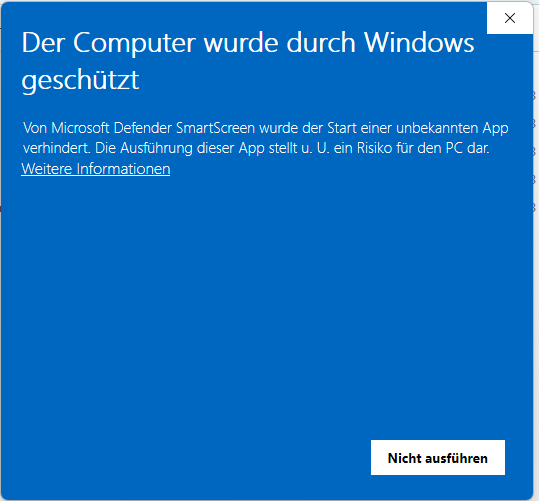 Der Computer wurde durch Windows
geschützt
Von Microsoft Defender SmartScreen wurde der Start einer unbekannten App
verhindert. Die Ausführung dieser App stellt u. U. ein Risiko für den PC dar.
Weitere Informationen
Nicht ausführen